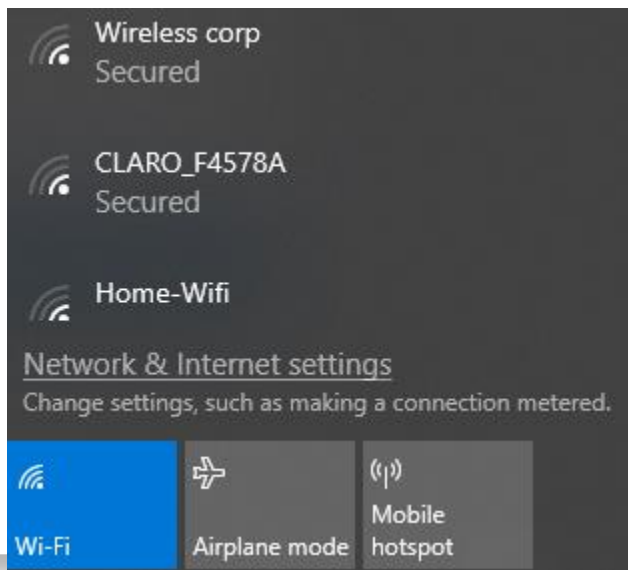 Wireless corp
Secured
CLARO_F4578A
Secured
Home-Wifi
Network & Internet settings
Change settings, such as making a connection metered.
Wi-Fi
Airplane mode
Mobile
hotspot